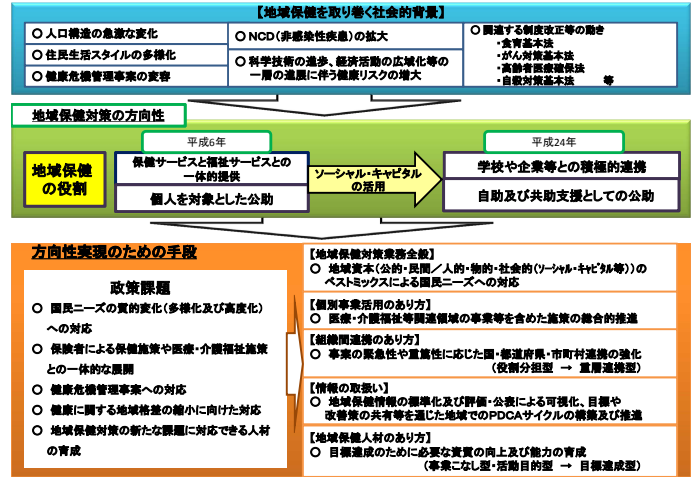 【地域保健を取り巻く社会的背景】
○ 人口構造の急激な変化
○ 住民生活スタイルの多様化
○ 健康危機管理事案の変容
○ NCD(非感染性疾患)の拡大
○ 科学技術の進歩、経済活動の広域化等の
一層の進展に伴う健康リスクの増大
○ 関連する制度改正等の動き
・食育基本法
・がん対策基本法
・高齢者医療確保法
・自殺対策基本法 等
地域保健対策の方向性
地域保健
の役割
平成6年
保健サービスと福祉サービスとの
一体的提供
個人を対象とした公助
ソーシャル・キャピタル
の活用
平成24年
学校や企業等との積極的連携
自助及び共助支援としての公助
方向性実現のための手段
政策課題
○ 国民ニーズの質的変化(多様化及び高度化)
への対応
○ 保険者による保健施策や医療・介護福祉施策
との一体的な展開
○ 健康危機管理事案への対応
○ 健康に関する地域格差の縮小に向けた対応
○ 地域保健対策の新たな課題に対応できる人材
の育成
【地域保健対策業務全般】
○ 地域資本(公的・民間/人的・物的・社会的(ソーシャル・キャピタル等))の
ベストミックスによる国民ニーズへの対応
【個別事業活用のあり方】
○ 医療・介護福祉等関連領域の事業等を含めた施策の総合的推進
【組織間連携のあり方】
○ 事案の緊急性や重篤性に応じた国・都道府県・市町村連携の強化
(役割分担型 → 重層連携型)
【情報の取扱い】
○ 地域保健情報の標準化及び評価・公表による可視化、目標や
改善策の共有等を通じた地域でのPDCAサイクルの構築及び推進
【地域保健人材のあり方】
○ 目標達成のために必要な資質の向上及び能力の育成
(事業こなし型・活動目的型 → 目標達成型)